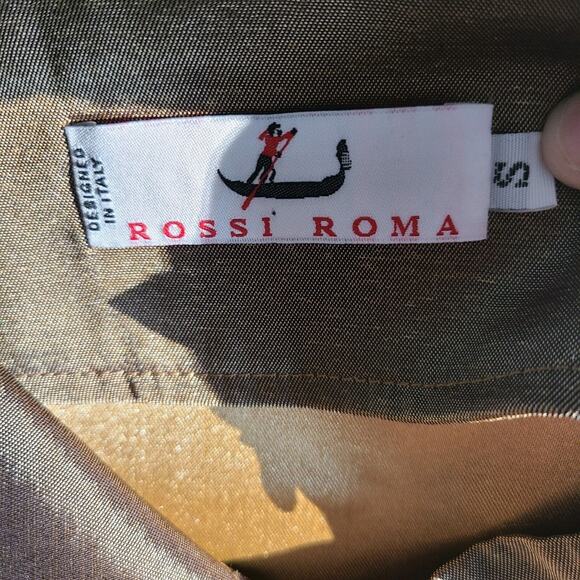 DESIGNED
IN ITALY
ROSSI ROMA
S